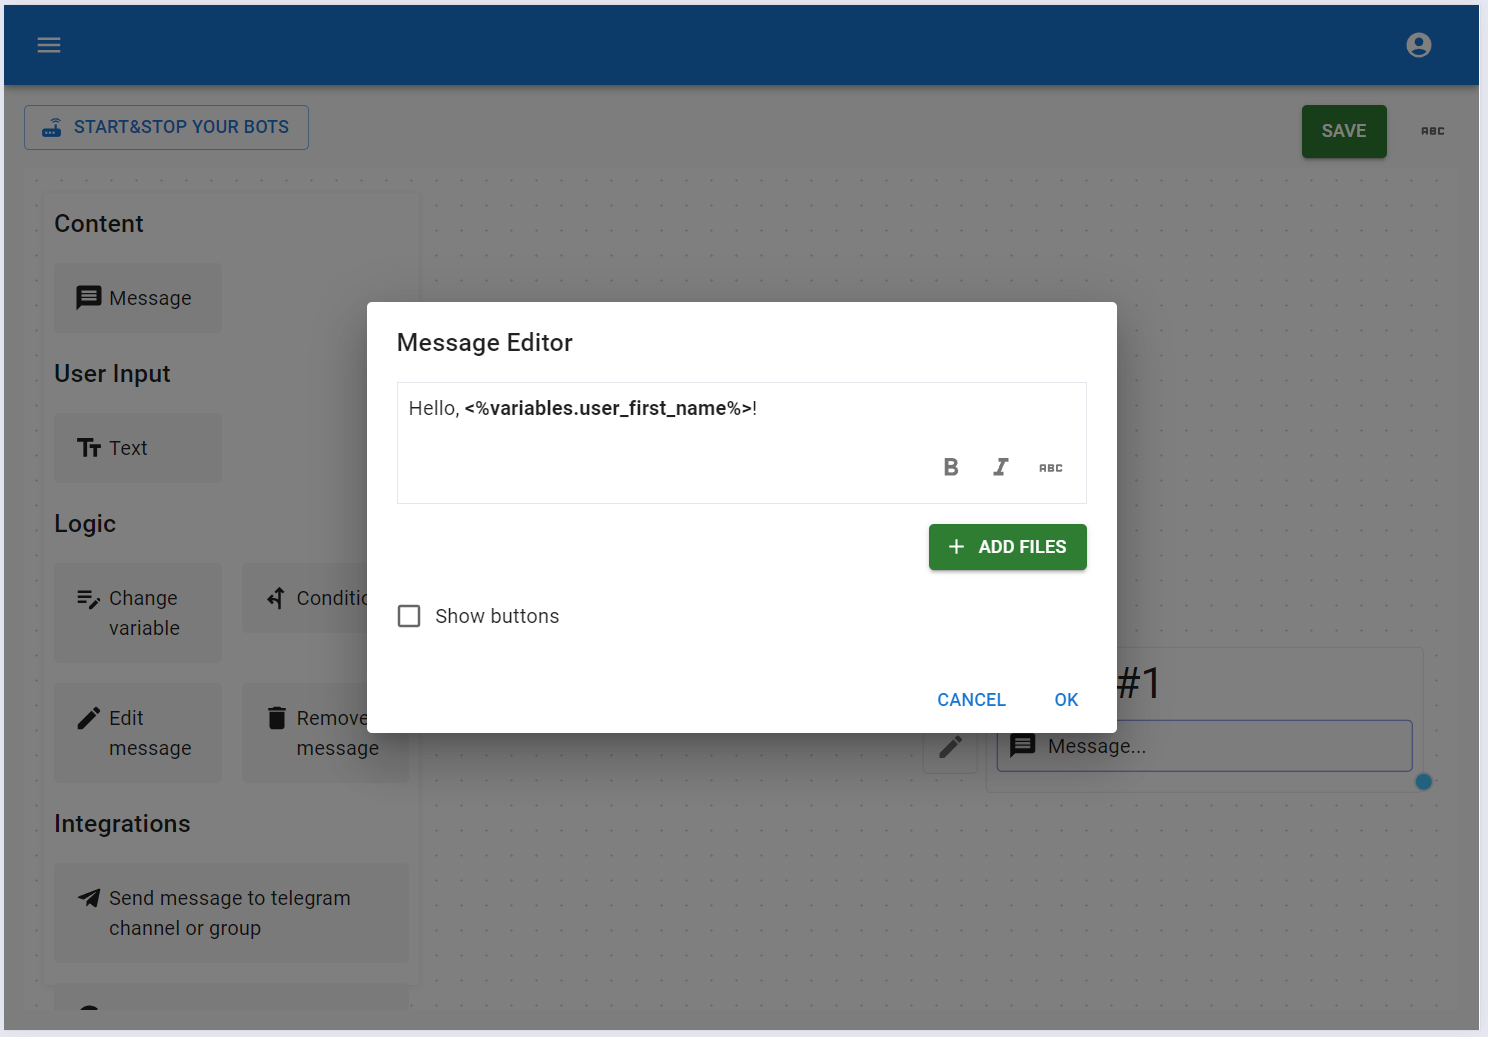 START&STOP YOUR BOTS
SAVE
ABC
Content
Message
User Input
Text
Logic
Change
variable
Edit
message
Remove
message
Integrations
Send message to telegram
channel or group
Message Editor
Hello, <%variables.user_first_name%>!
B I ABC
+ ADD FILES
Show buttons
CANCEL OK
#1
Message...